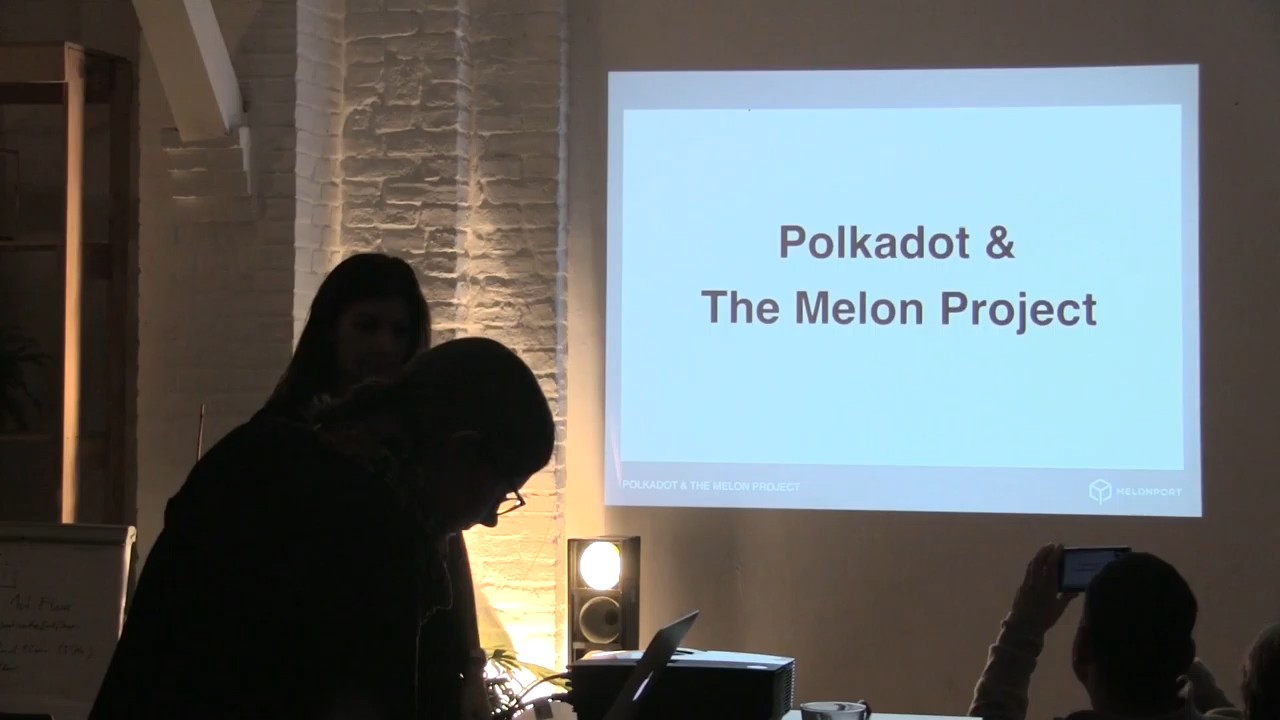 Polkadot &
The Melon Project
POLKADOT & THE MELON PROJECT
MELONPORT